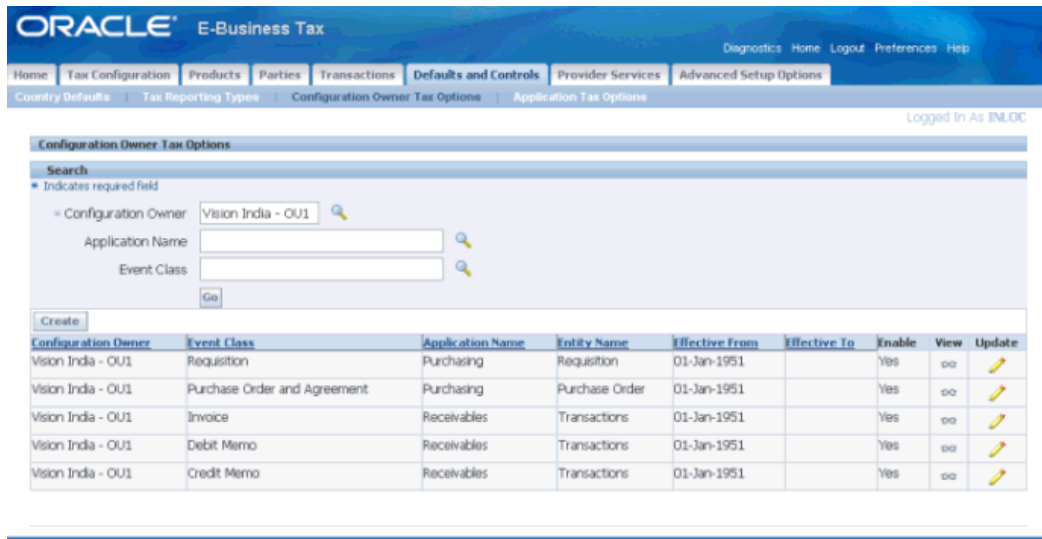 ORACLE E-Business Tax
Diagnostics Home Logout Preferences Help
Home Tax Configuration Products Parties Transactions Defaults and Controls Provider Services Advanced Setup Options
Country Defaults | Tax Reporting Types | Configuration Owner Tax Options | Application Tax Options
Logged In As INLOC
Configuration Owner Tax Options
Search
* Indicates required field
* Configuration Owner Vision India - OU1
Application Name
Event Class
Go
Create
Configuration Owner Event Class Application Name Entity Name Effective From Effective To Enable View Update
Vision India - OU1 Requisition Purchasing Requisition 01-Jan-1951 Yes
Vision India - OU1 Purchase Order and Agreement Purchasing Purchase Order 01-Jan-1951 Yes
Vision India - OU1 Invoice Receivables Transactions 01-Jan-1951 Yes
Vision India - OU1 Debit Memo Receivables Transactions 01-Jan-1951 Yes
Vision India - OU1 Credit Memo Receivables Transactions 01-Jan-1951 Yes